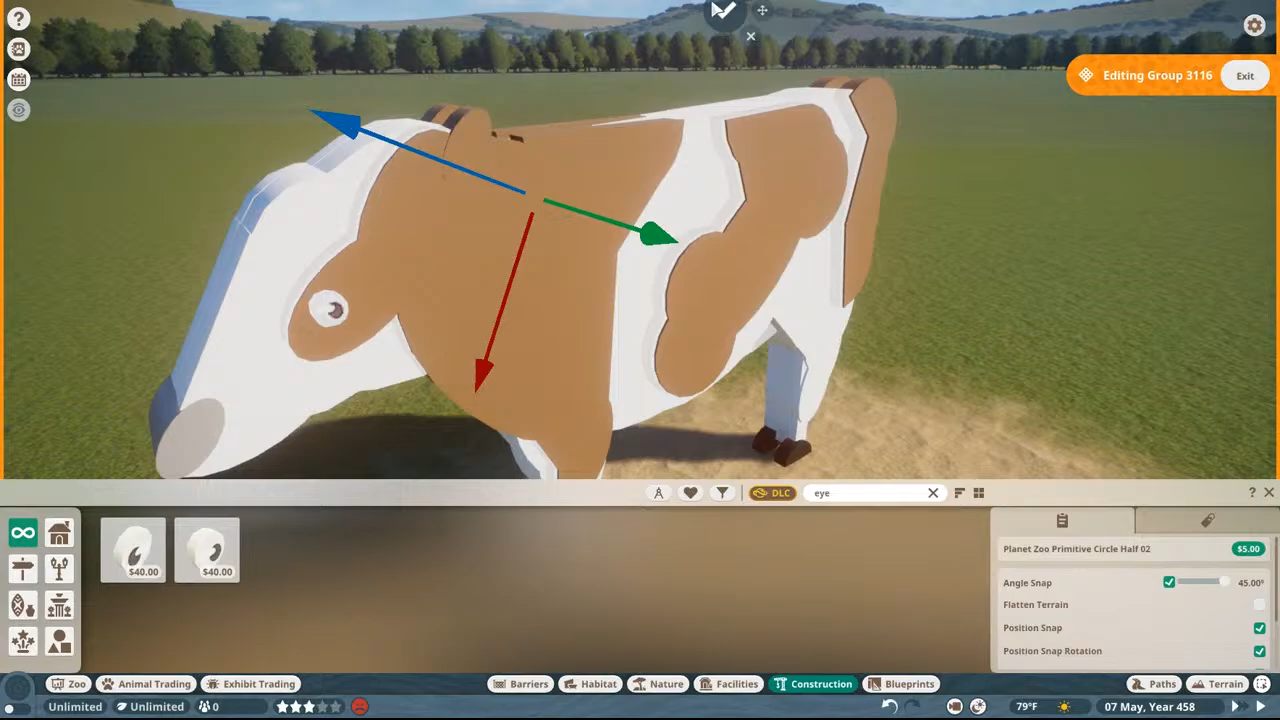 ?
Editing Group 3116 Exit
DLC eye
?
$40.00 $40.00
Planet Zoo Primitive Circle Half 02 $5.00
Angle Snap 45.00°
Flatten Terrain
Position Snap
Position Snap Rotation
Zoo Animal Trading Exhibit Trading Barriers Habitat Nature Facilities Construction Blueprints Paths Terrain
Unlimited Unlimited 0 79°F 07 May, Year 458